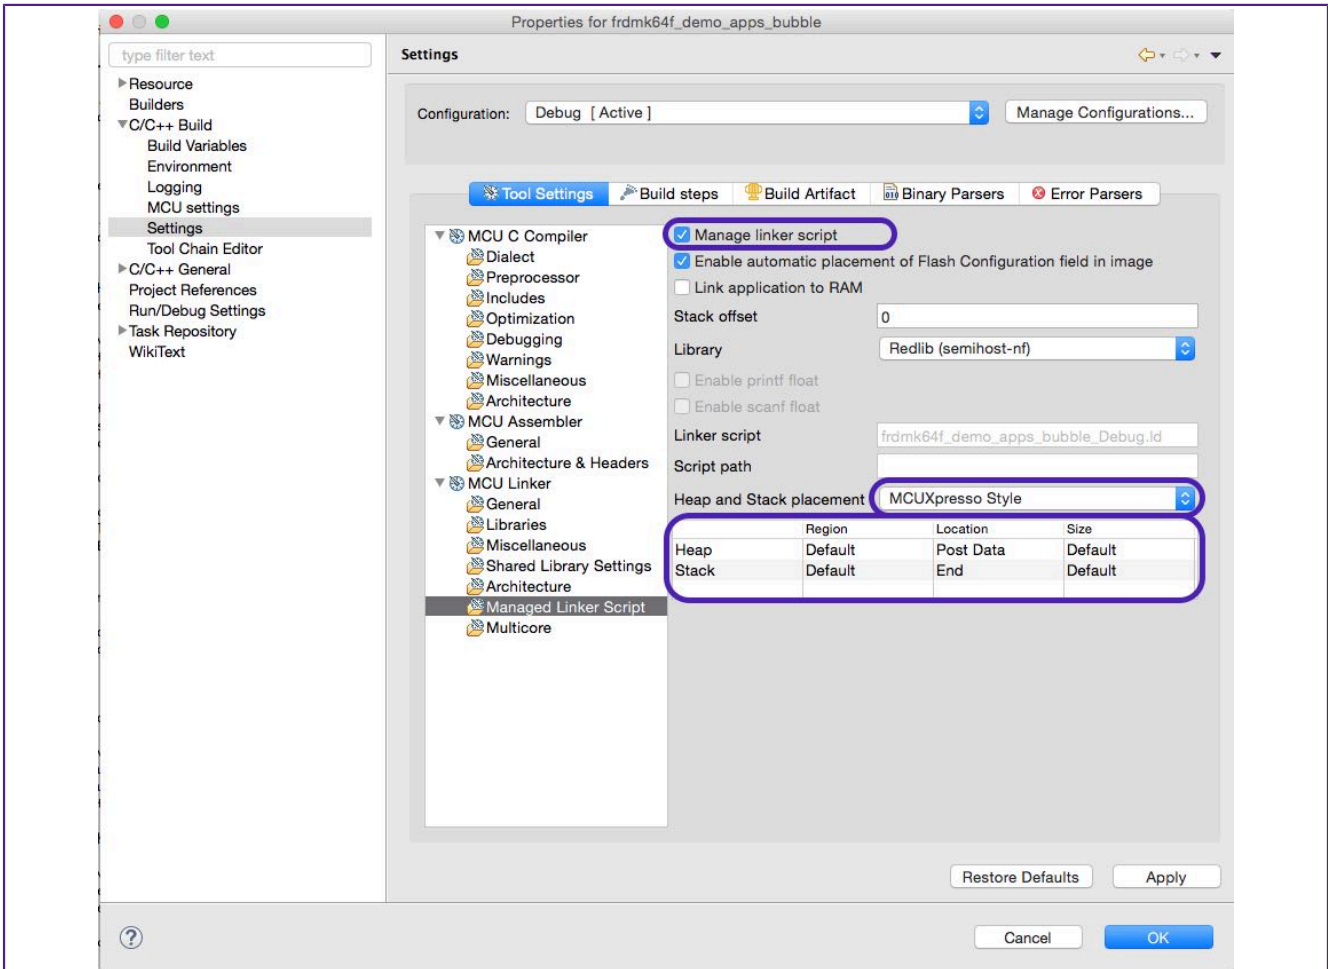 Properties for frdmk64f_demo_apps_bubble
type filter text
Resource
Builders
C/C++ Build
Build Variables
Environment
Logging
MCU settings
Settings
Tool Chain Editor
C/C++ General
Project References
Run/Debug Settings
Task Repository
WikiText
Settings
Configuration: Debug [ Active ] Manage Configurations...
Tool Settings Build steps Build Artifact Binary Parsers Error Parsers
MCU C Compiler
Dialect
Preprocessor
Includes
Optimization
Debugging
Warnings
Miscellaneous
Architecture
MCU Assembler
General
Architecture & Headers
MCU Linker
General
Libraries
Miscellaneous
Shared Library Settings
Architecture
Managed Linker Script
Multicore
Manage linker script
Enable automatic placement of Flash Configuration field in image
Link application to RAM
Stack offset 0
Library Redlib (semihost-nf)
Enable printf float
Enable scanf float
Linker script frdmk64f_demo_apps_bubble_Debug.ld
Script path
Heap and Stack placement MCUXpresso Style
Region Location Size
Heap Default Post Data Default
Stack Default End Default
Restore Defaults Apply
? Cancel OK